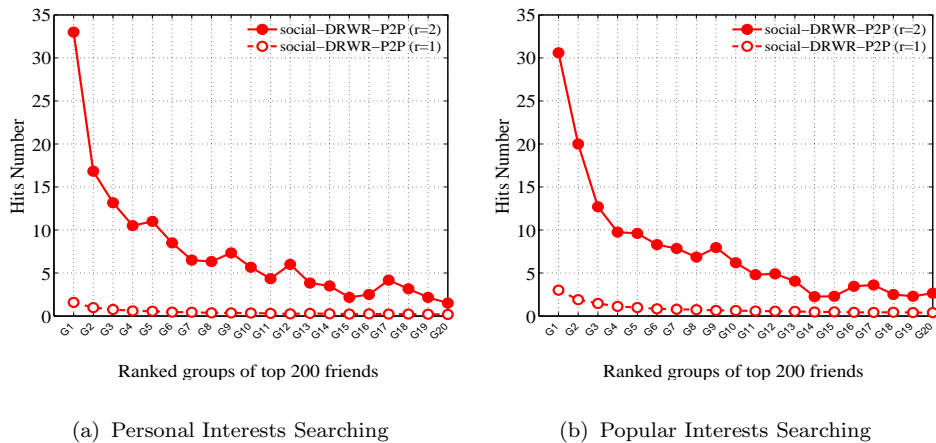 35
30
25
20
15
10
5
0
Hits Number
social−DRWR−P2P (r=2)
social−DRWR−P2P (r=1)
G1 G2 G3 G4 G5 G6 G7 G8 G9 G10 G11 G12 G13 G14 G15 G16 G17 G18 G19 G20
Ranked groups of top 200 friends
(a) Personal Interests Searching
35
30
25
20
15
10
5
0
Hits Number
social−DRWR−P2P (r=2)
social−DRWR−P2P (r=1)
G1 G2 G3 G4 G5 G6 G7 G8 G9 G10 G11 G12 G13 G14 G15 G16 G17 G18 G19 G20
Ranked groups of top 200 friends
(b) Popular Interests Searching